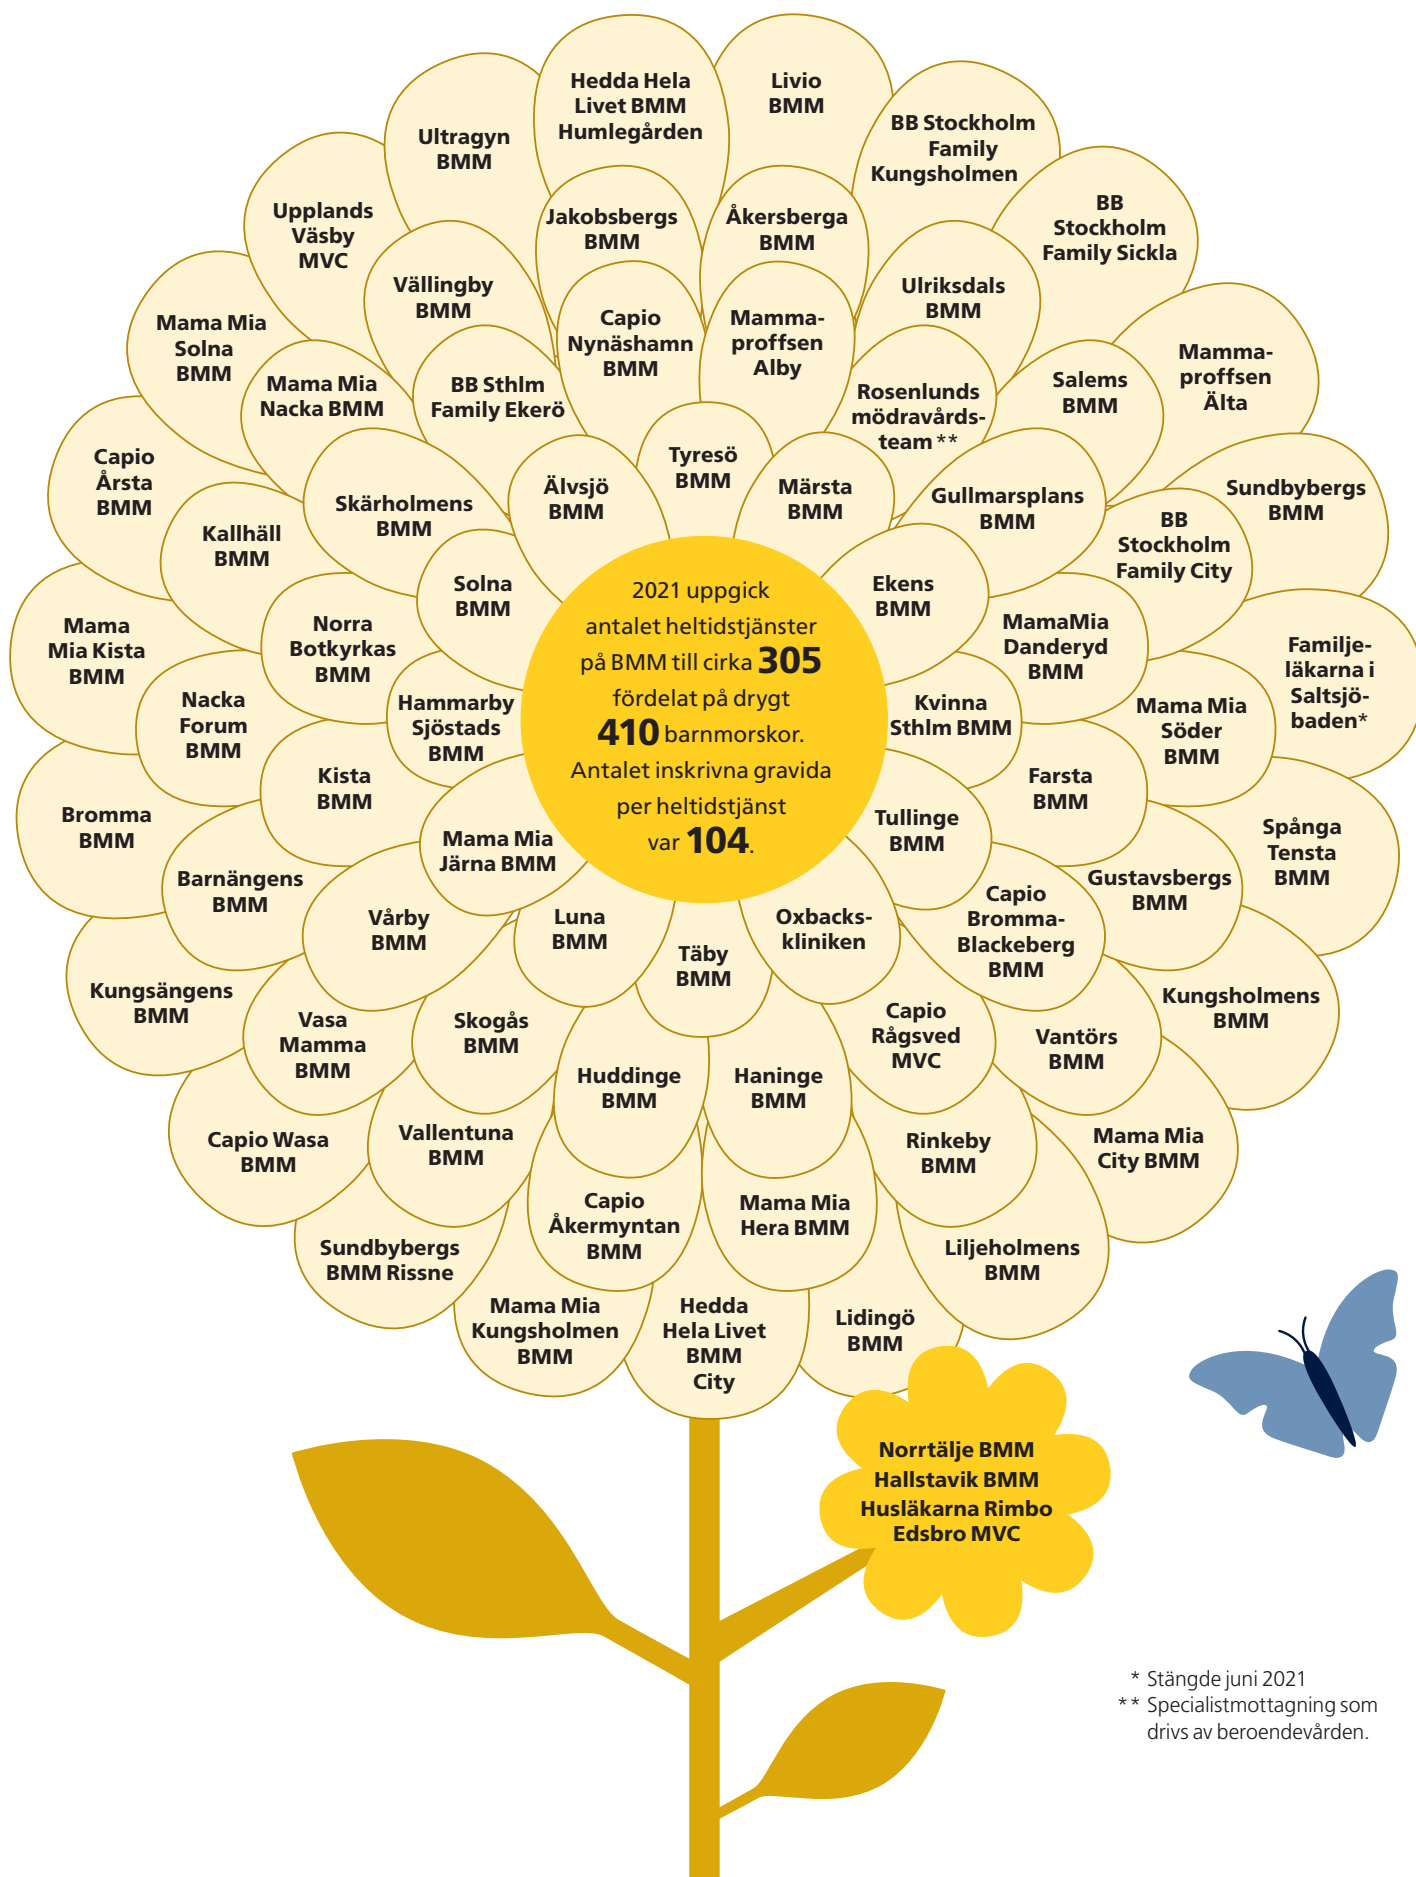 Hedda Hela
Livet BMM
Humlegården
Livio
BMM
Ultragyn
BMM
BB Stockholm
Family
Kungsholmen
Upplands
Väsby
MVC
Jakobsbergs
BMM
Åkersberga
BMM
BB
Stockholm
Family Sickla
Vällingby
BMM
Ulriksdals
BMM
Mama Mia
Solna
BMM
Capio
Nynäshamn
BMM
Mamma-
proffsen
Alby
Mamma-
proffsen
Älta
Mama Mia
Nacka BMM
BB Sthlm
Family Ekerö
Rosenlunds
mödravårds-
team **
Salems
BMM
Capio
Årsta
BMM
Skärholmens
BMM
Älvsjö
BMM
Tyresö
BMM
Märsta
BMM
Gullmarsplans
BMM
Sundbybergs
BMM
Kallhäll
BMM
BB
Stockholm
Family City
Solna
BMM
Ekens
BMM
Mama
Mia Kista
BMM
Norra
Botkyrkas
BMM
MamaMia
Danderyd
BMM
Familje-
läkarna i
Saltsjö-
baden*
Nacka
Forum
BMM
Hammarby
Sjöstads
BMM
Kvinna
Sthlm BMM
Mama Mia
Söder
BMM
2021 uppgick
antalet heltidstjänster
på BMM till cirka 305
fördelat på drygt
410 barnmorskor.
Antalet inskrivna gravida
per heltidstjänst
var 104.
Kista
BMM
Farsta
BMM
Bromma
BMM
Mama Mia
Järna BMM
Tullinge
BMM
Spånga
Tensta
BMM
Barnängens
BMM
Gustavsbergs
BMM
Vårby
BMM
Luna
BMM
Täby
BMM
Oxbacks-
kliniken
Capio
Bromma-
Blackeberg
BMM
Kungsängens
BMM
Kungsholmens
BMM
Vasa
Mamma
BMM
Skogås
BMM
Capio
Rågsved
MVC
Vantörs
BMM
Huddinge
BMM
Haninge
BMM
Capio Wasa
BMM
Vallentuna
BMM
Rinkeby
BMM
Mama Mia
City BMM
Capio
Åkermyntan
BMM
Mama Mia
Hera BMM
Sundbybergs
BMM Rissne
Liljeholmens
BMM
Mama Mia
Kungsholmen
BMM
Hedda
Hela Livet
BMM
City
Lidingö
BMM
Norrtälje BMM
Hallstavik BMM
Husläkarna Rimbo
Edsbro MVC
* Stängde juni 2021
** Specialistmottagning som
drivs av beroendevården.